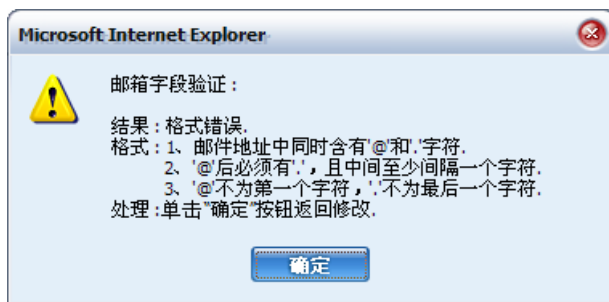 Microsoft Internet Explorer
邮箱字段验证：
结果：格式错误.
格式：1、邮件地址中同时含有'@'和'.'字符.
2、'@'后必须有'.'，且中间至少间隔一个字符.
3、'@'不为第一个字符，'.'不为最后一个字符.
处理：单击"确定"按钮返回修改.
确定